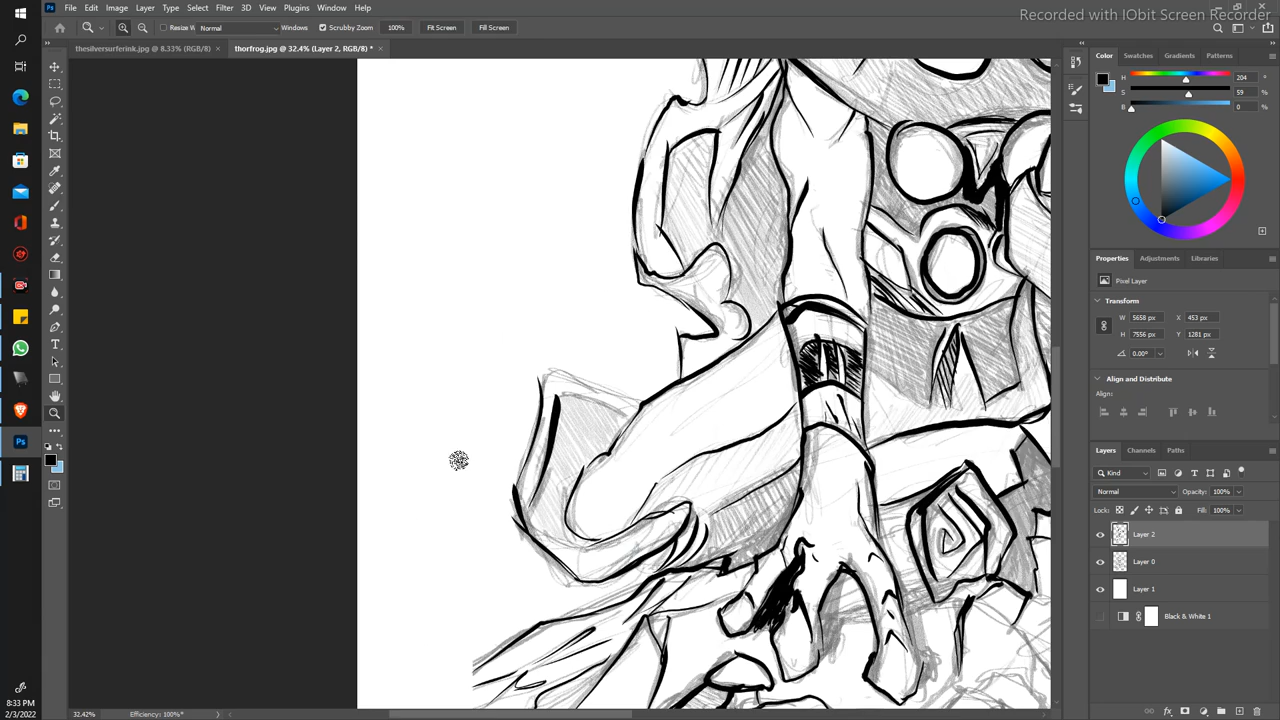 Ps File Edit Image Layer Type Select Filter 3D View Plugins Window Help
Recorded with IObit Screen Recorder
Resize W Normal Windows Scrubby Zoom 100% Fit Screen Fill Screen
thesilversurferink.jpg @ 8.33% (RGB/8) × thorfrog.jpg @ 32.4% (Layer 2, RGB/8) * ×
Color Swatches Gradients Patterns
H 204 °
S 59 %
B 0 %
Properties Adjustments Libraries
Pixel Layer
Transform
W 5658 px X 453 px
H 7556 px Y 1281 px
0.00°
Align and Distribute
Align:
Layers Channels Paths
Kind
Normal Opacity: 100%
Lock: Fill: 100%
Layer 2
Layer 0
Layer 1
Black & White 1
Ps
8:33 PM
2/3/2022
32.42% Efficiency: 100%*